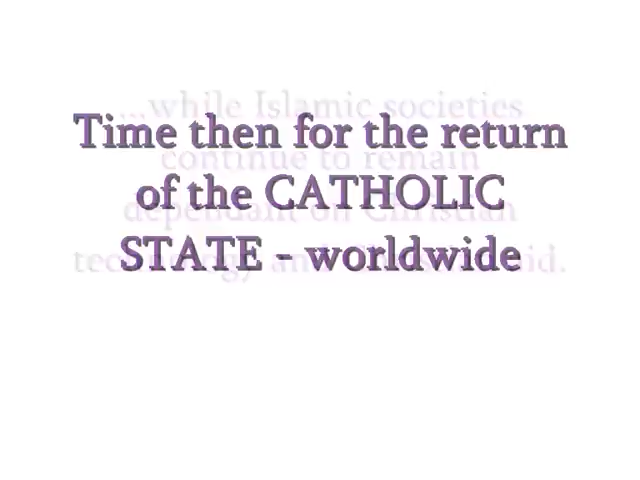 ...while Islamic societies
Time then for the return
continue to remain
of the CATHOLIC
dependant on Christian
STATE - worldwide
technology and aid.